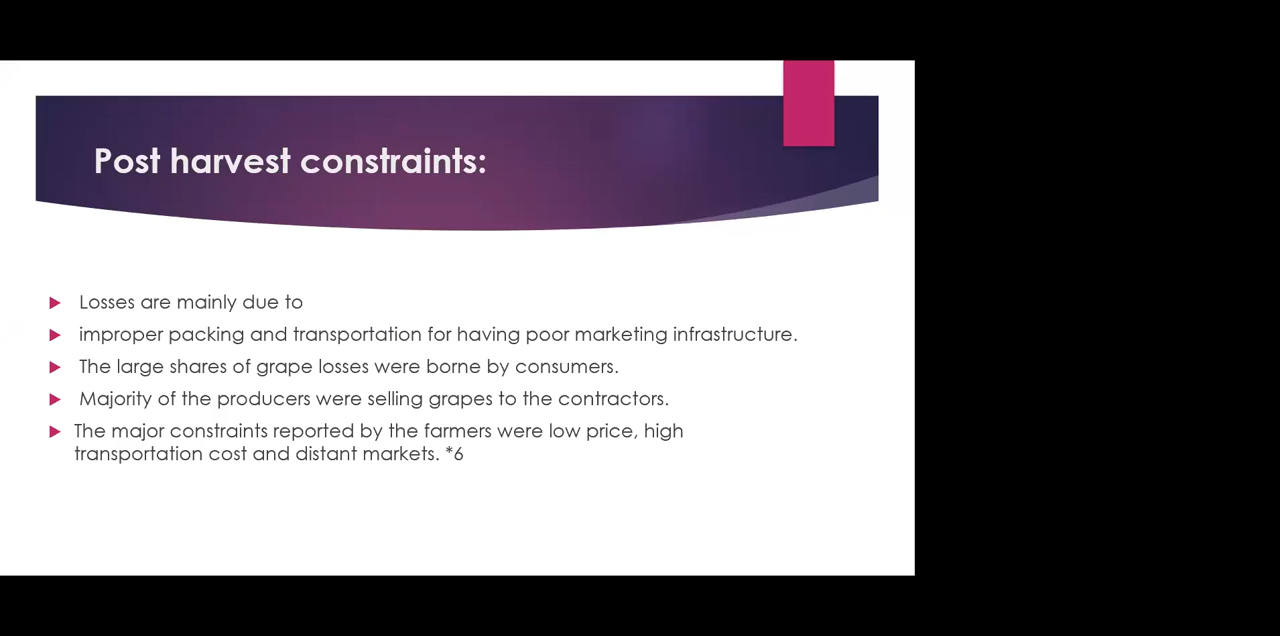 Post harvest constraints:
Losses are mainly due to
improper packing and transportation for having poor marketing infrastructure.
The large shares of grape losses were borne by consumers.
Majority of the producers were selling grapes to the contractors.
The major constraints reported by the farmers were low price, high
transportation cost and distant markets. *6